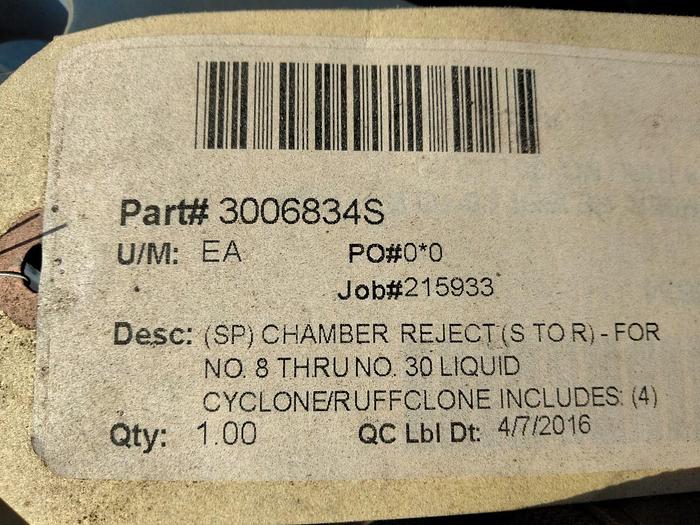 Part# 3006834S
U/M: EA PO#0*0
Job#215933
Desc: (SP) CHAMBER REJECT (S TO R) - FOR
NO. 8 THRU NO. 30 LIQUID
CYCLONE/RUFFCLONE INCLUDES: (4)
Qty: 1.00 QC Lbl Dt: 4/7/2016